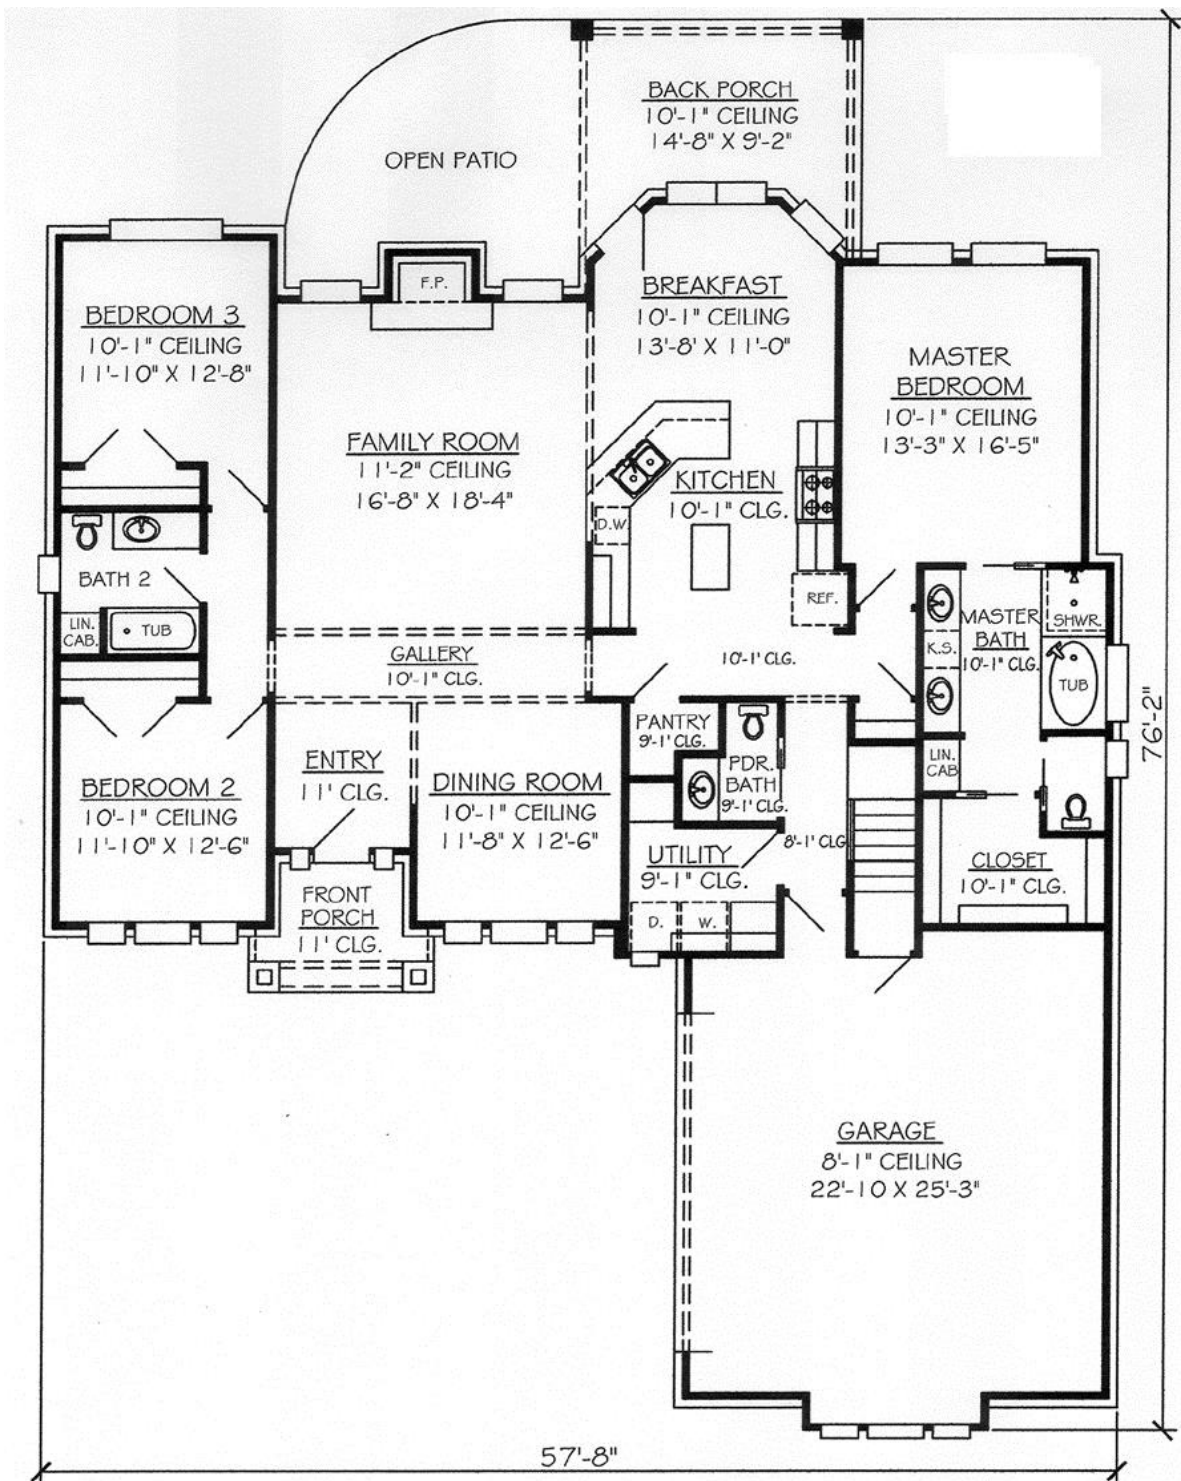 BACK PORCH
10'-1" CEILING
14'-8" X 9'-2"
OPEN PATIO
F.P.
BEDROOM 3
10'-1" CEILING
11'-10" X 12'-8"
BREAKFAST
10'-1" CEILING
13'-8' X 11'-0"
MASTER
BEDROOM
10'-1" CEILING
13'-3" X 16'-5"
FAMILY ROOM
11'-2" CEILING
16'-8" X 18'-4"
KITCHEN
10'-1" CLG.
D.W.
REF.
BATH 2
LIN.
CAB.
TUB
MASTER
BATH
10'-1" CLG.
K.S.
SHWR.
TUB
GALLERY
10'-1" CLG.
10'-1" CLG.
PANTRY
9'-1" CLG.
PDR.
BATH
9'-1" CLG.
LIN.
CAB
76'-2"
ENTRY
11' CLG.
BEDROOM 2
10'-1" CEILING
11'-10" X 12'-6"
DINING ROOM
10'-1" CEILING
11'-8" X 12'-6"
UTILITY
9'-1" CLG.
8'-1" CLG
D.
W.
CLOSET
10'-1" CLG.
FRONT
PORCH
11' CLG.
GARAGE
8'-1" CEILING
22'-10 X 25'-3"
57'-8"